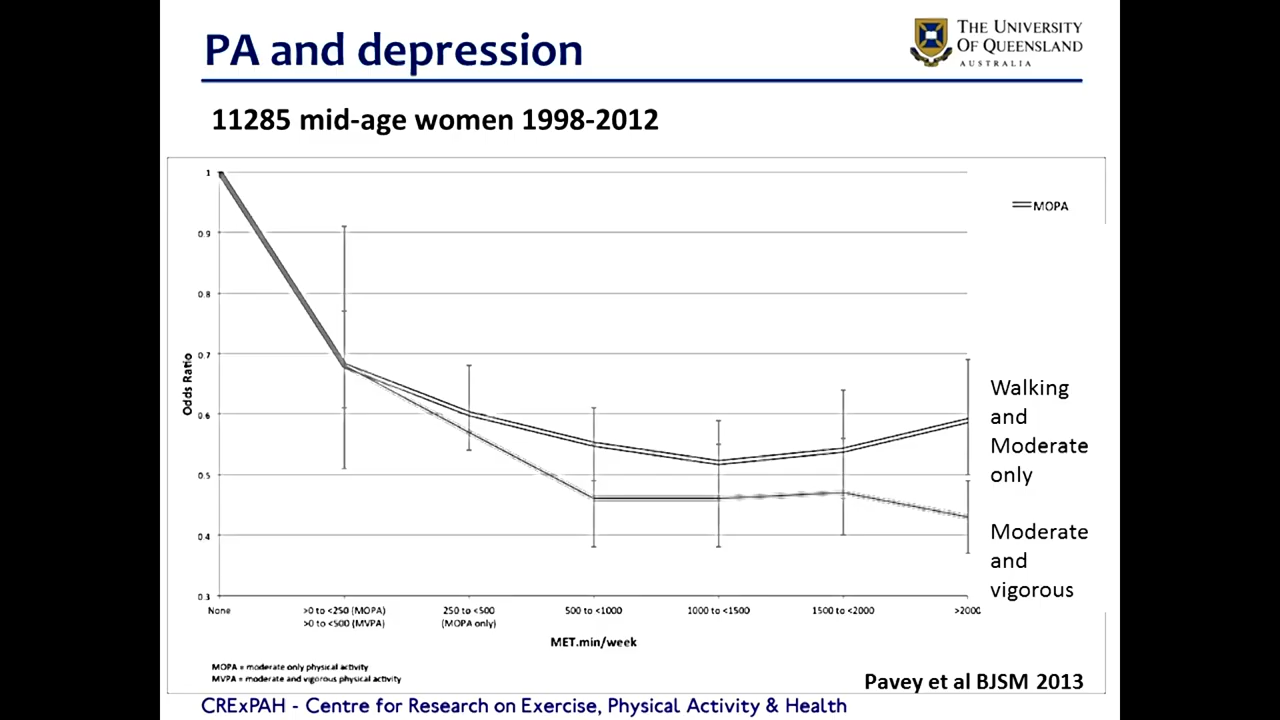 PA and depression
THE UNIVERSITY
OF QUEENSLAND
AUSTRALIA
11285 mid-age women 1998-2012
1
0.9
0.8
0.7
0.6
0.5
0.4
0.3
Odds Ratio
MOPA
Walking
and
Moderate
only
Moderate
and
vigorous
None
>0 to <250 (MOPA)
>0 to <500 (MVPA)
250 to <500
(MOPA only)
500 to <1000
1000 to <1500
1500 to <2000
>2000
MET.min/week
MOPA = moderate only physical activity
MVPA = moderate and vigorous physical activity
Pavey et al BJSM 2013
CRExPAH - Centre for Research on Exercise, Physical Activity & Health